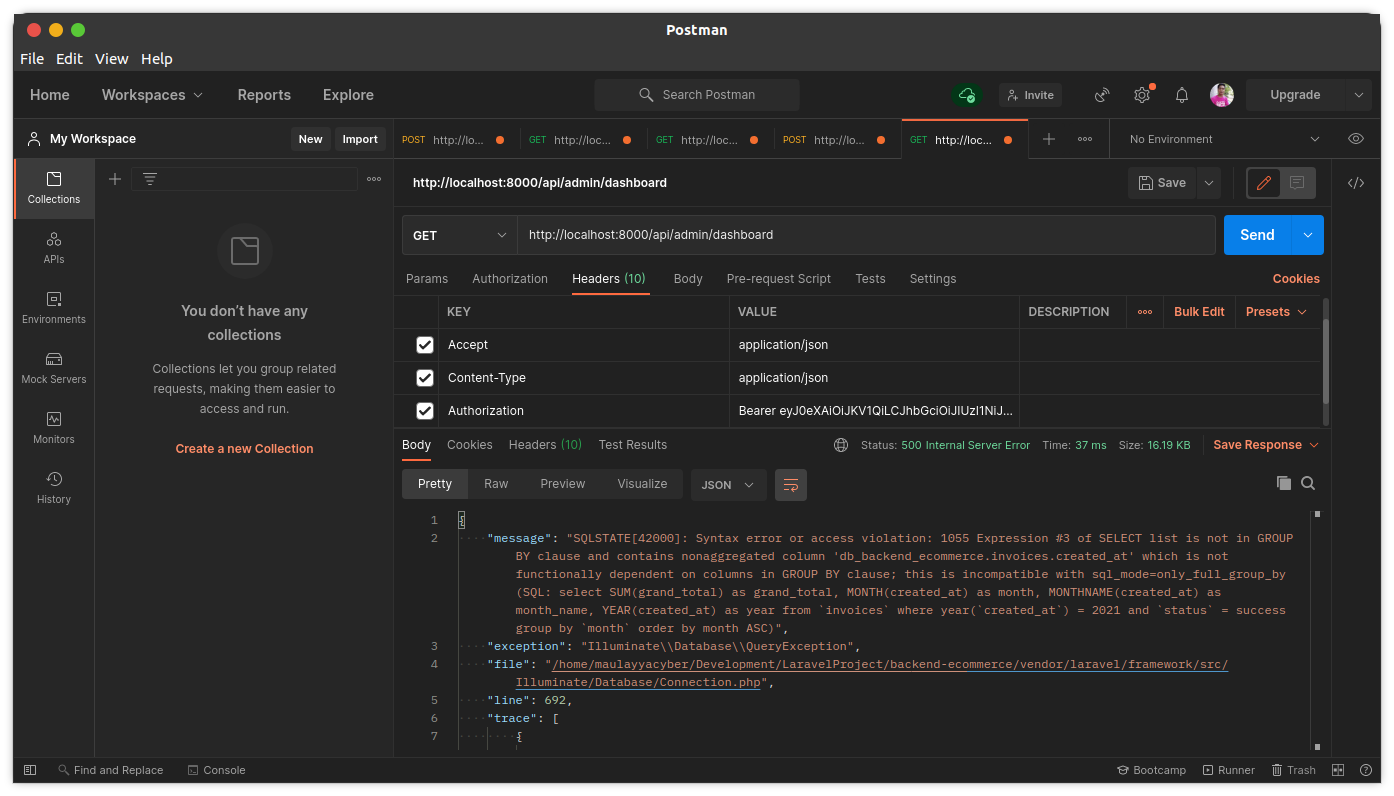 Postman
File Edit View Help
Home Workspaces Reports Explore Search Postman Invite Upgrade
My Workspace New Import
POST http://loc... GET http://loc... GET http://loc... POST http://loc... GET http://loc... No Environment
Collections
APIs
Environments
Mock Servers
Monitors
History
You don't have any
collections
Collections let you group related
requests, making them easier to
access and run.
Create a new Collection
http://localhost:8000/api/admin/dashboard Save
GET http://localhost:8000/api/admin/dashboard Send
Params Authorization Headers (10) Body Pre-request Script Tests Settings Cookies
KEY VALUE DESCRIPTION Bulk Edit Presets
Accept application/json
Content-Type application/json
Authorization Bearer eyJ0eXAiOiJKV1QiLCJhbGciOiJIUzI1NiJ...
Body Cookies Headers (10) Test Results Status: 500 Internal Server Error Time: 37 ms Size: 16.19 KB Save Response
Pretty Raw Preview Visualize JSON
1 {
2 "message": "SQLSTATE[42000]: Syntax error or access violation: 1055 Expression #3 of SELECT list is not in GROUP
BY clause and contains nonaggregated column 'db_backend_ecommerce.invoices.created_at' which is not
functionally dependent on columns in GROUP BY clause; this is incompatible with sql_mode=only_full_group_by
(SQL: select SUM(grand_total) as grand_total, MONTH(created_at) as month, MONTHNAME(created_at) as
month_name, YEAR(created_at) as year from `invoices` where year(`created_at`) = 2021 and `status` = success
group by `month` order by month ASC)",
3 "exception": "Illuminate\\Database\\QueryException",
4 "file": "/home/maulayyacyber/Development/LaravelProject/backend-ecommerce/vendor/laravel/framework/src/
Illuminate/Database/Connection.php",
5 "line": 692,
6 "trace": [
7 {
Find and Replace Console Bootcamp Runner Trash